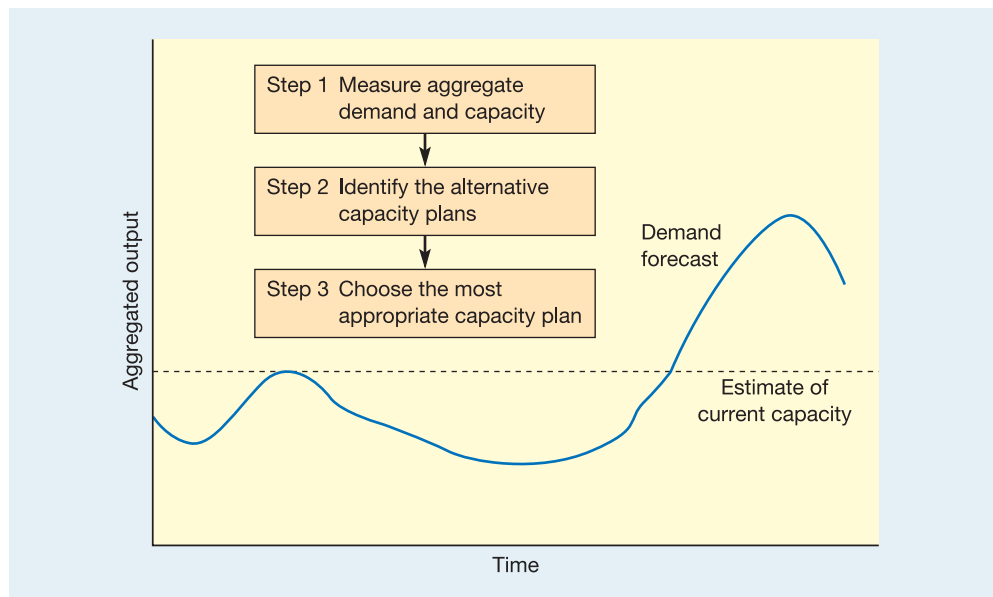 Step 1 Measure aggregate
demand and capacity
Step 2 Identify the alternative
capacity plans
Step 3 Choose the most
appropriate capacity plan
Demand
forecast
Estimate of
current capacity
Aggregated output
Time